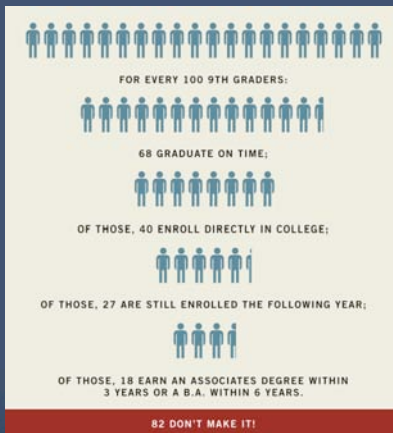 FOR EVERY 100 9TH GRADERS:
68 GRADUATE ON TIME;
OF THOSE, 40 ENROLL DIRECTLY IN COLLEGE;
OF THOSE, 27 ARE STILL ENROLLED THE FOLLOWING YEAR;
OF THOSE, 18 EARN AN ASSOCIATES DEGREE WITHIN
3 YEARS OR A B.A. WITHIN 6 YEARS.
82 DON'T MAKE IT!